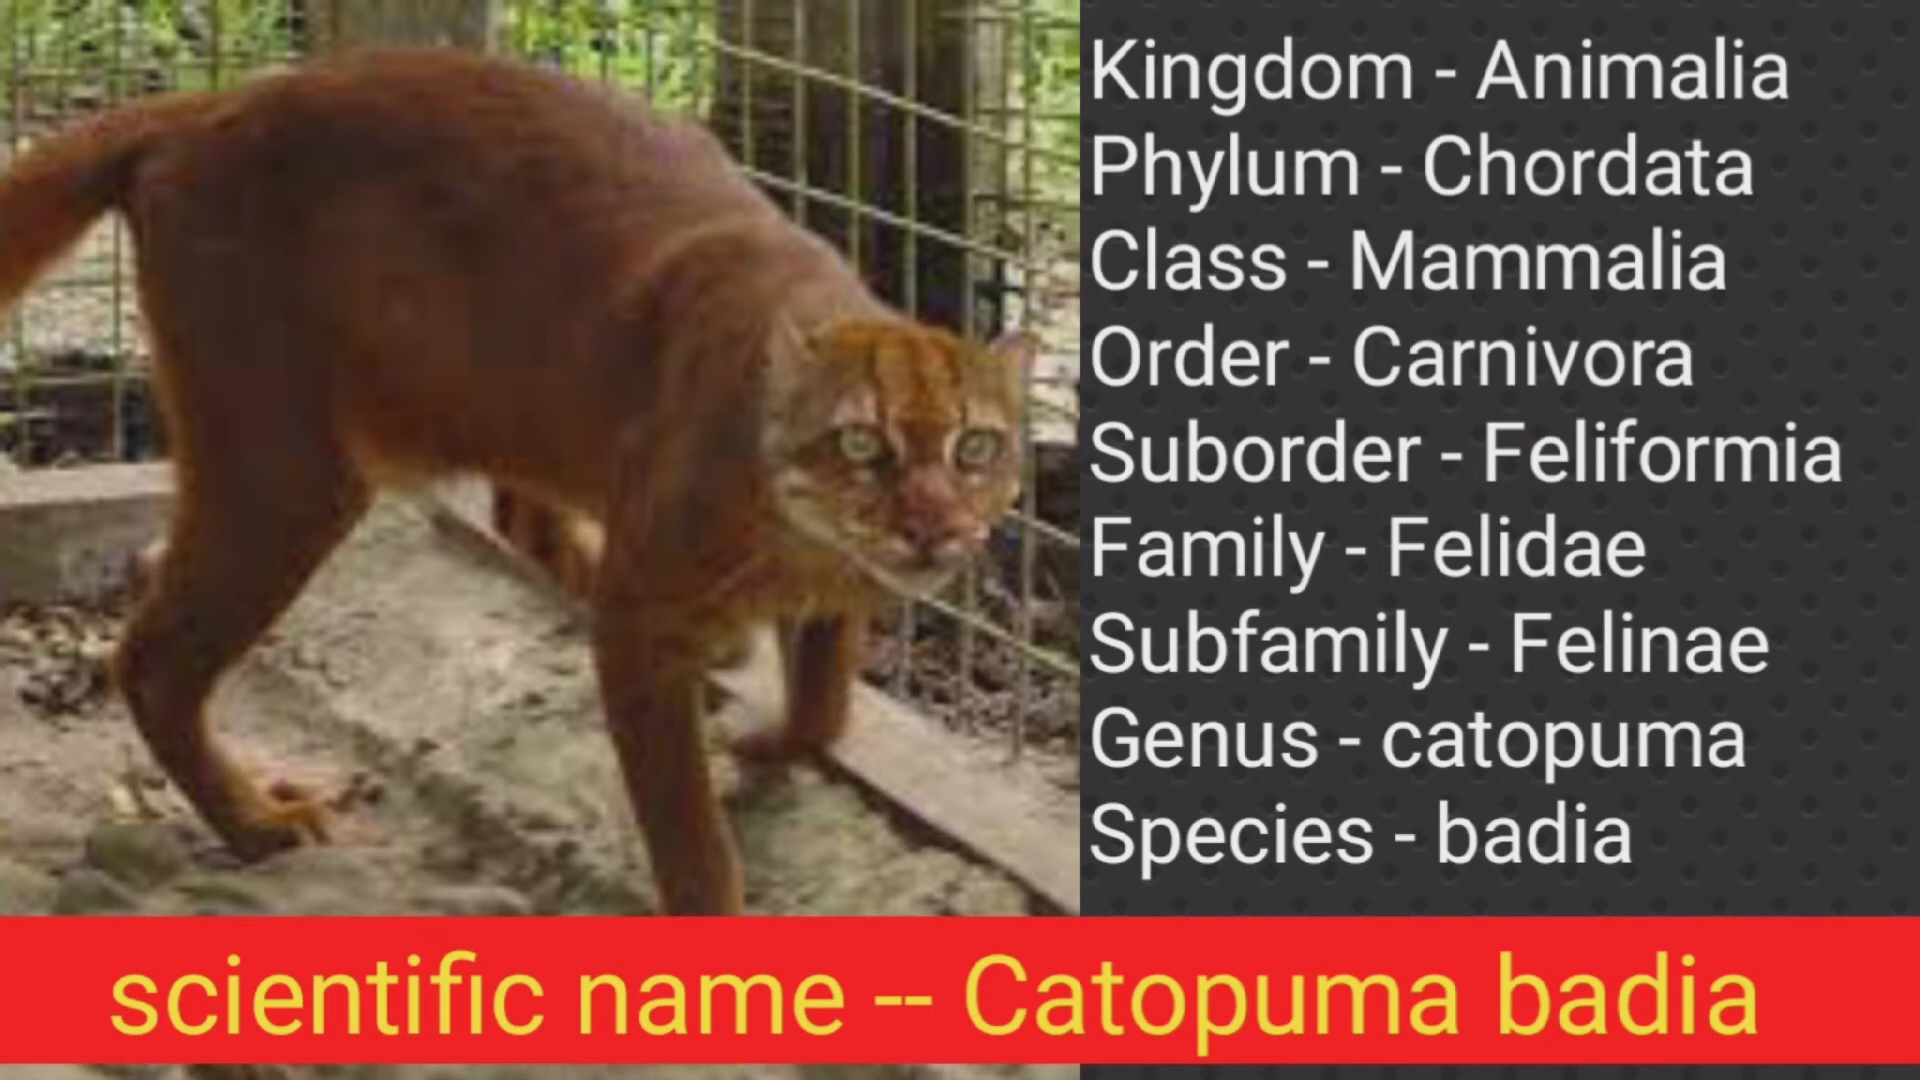 Kingdom - Animalia
Phylum - Chordata
Class - Mammalia
Order - Carnivora
Suborder - Feliformia
Family - Felidae
Subfamily - Felinae
Genus - catopuma
Species - badia
scientific name -- Catopuma badia